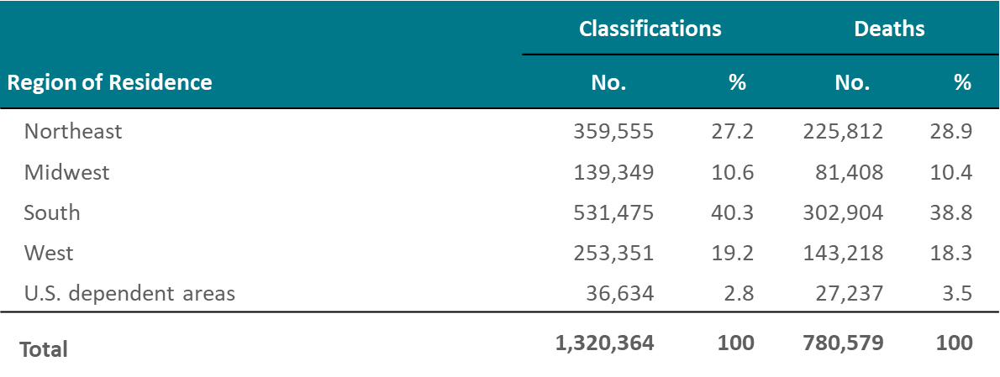 Classifications Deaths
Region of Residence No. % No. %
Northeast 359,555 27.2 225,812 28.9
Midwest 139,349 10.6 81,408 10.4
South 531,475 40.3 302,904 38.8
West 253,351 19.2 143,218 18.3
U.S. dependent areas 36,634 2.8 27,237 3.5
Total 1,320,364 100 780,579 100